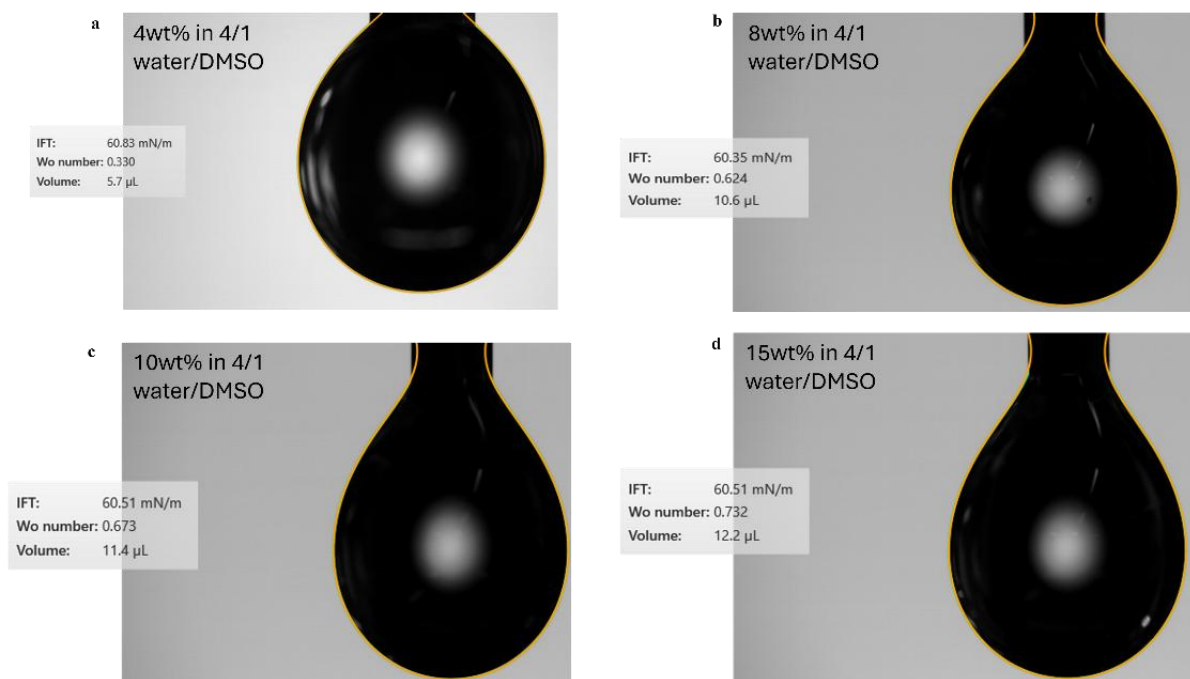 a
4wt% in 4/1
water/DMSO
IFT: 60.83 mN/m
Wo number: 0.330
Volume: 5.7 µL
b
8wt% in 4/1
water/DMSO
IFT: 60.35 mN/m
Wo number: 0.624
Volume: 10.6 µL
c
10wt% in 4/1
water/DMSO
IFT: 60.51 mN/m
Wo number: 0.673
Volume: 11.4 µL
d
15wt% in 4/1
water/DMSO
IFT: 60.51 mN/m
Wo number: 0.732
Volume: 12.2 µL